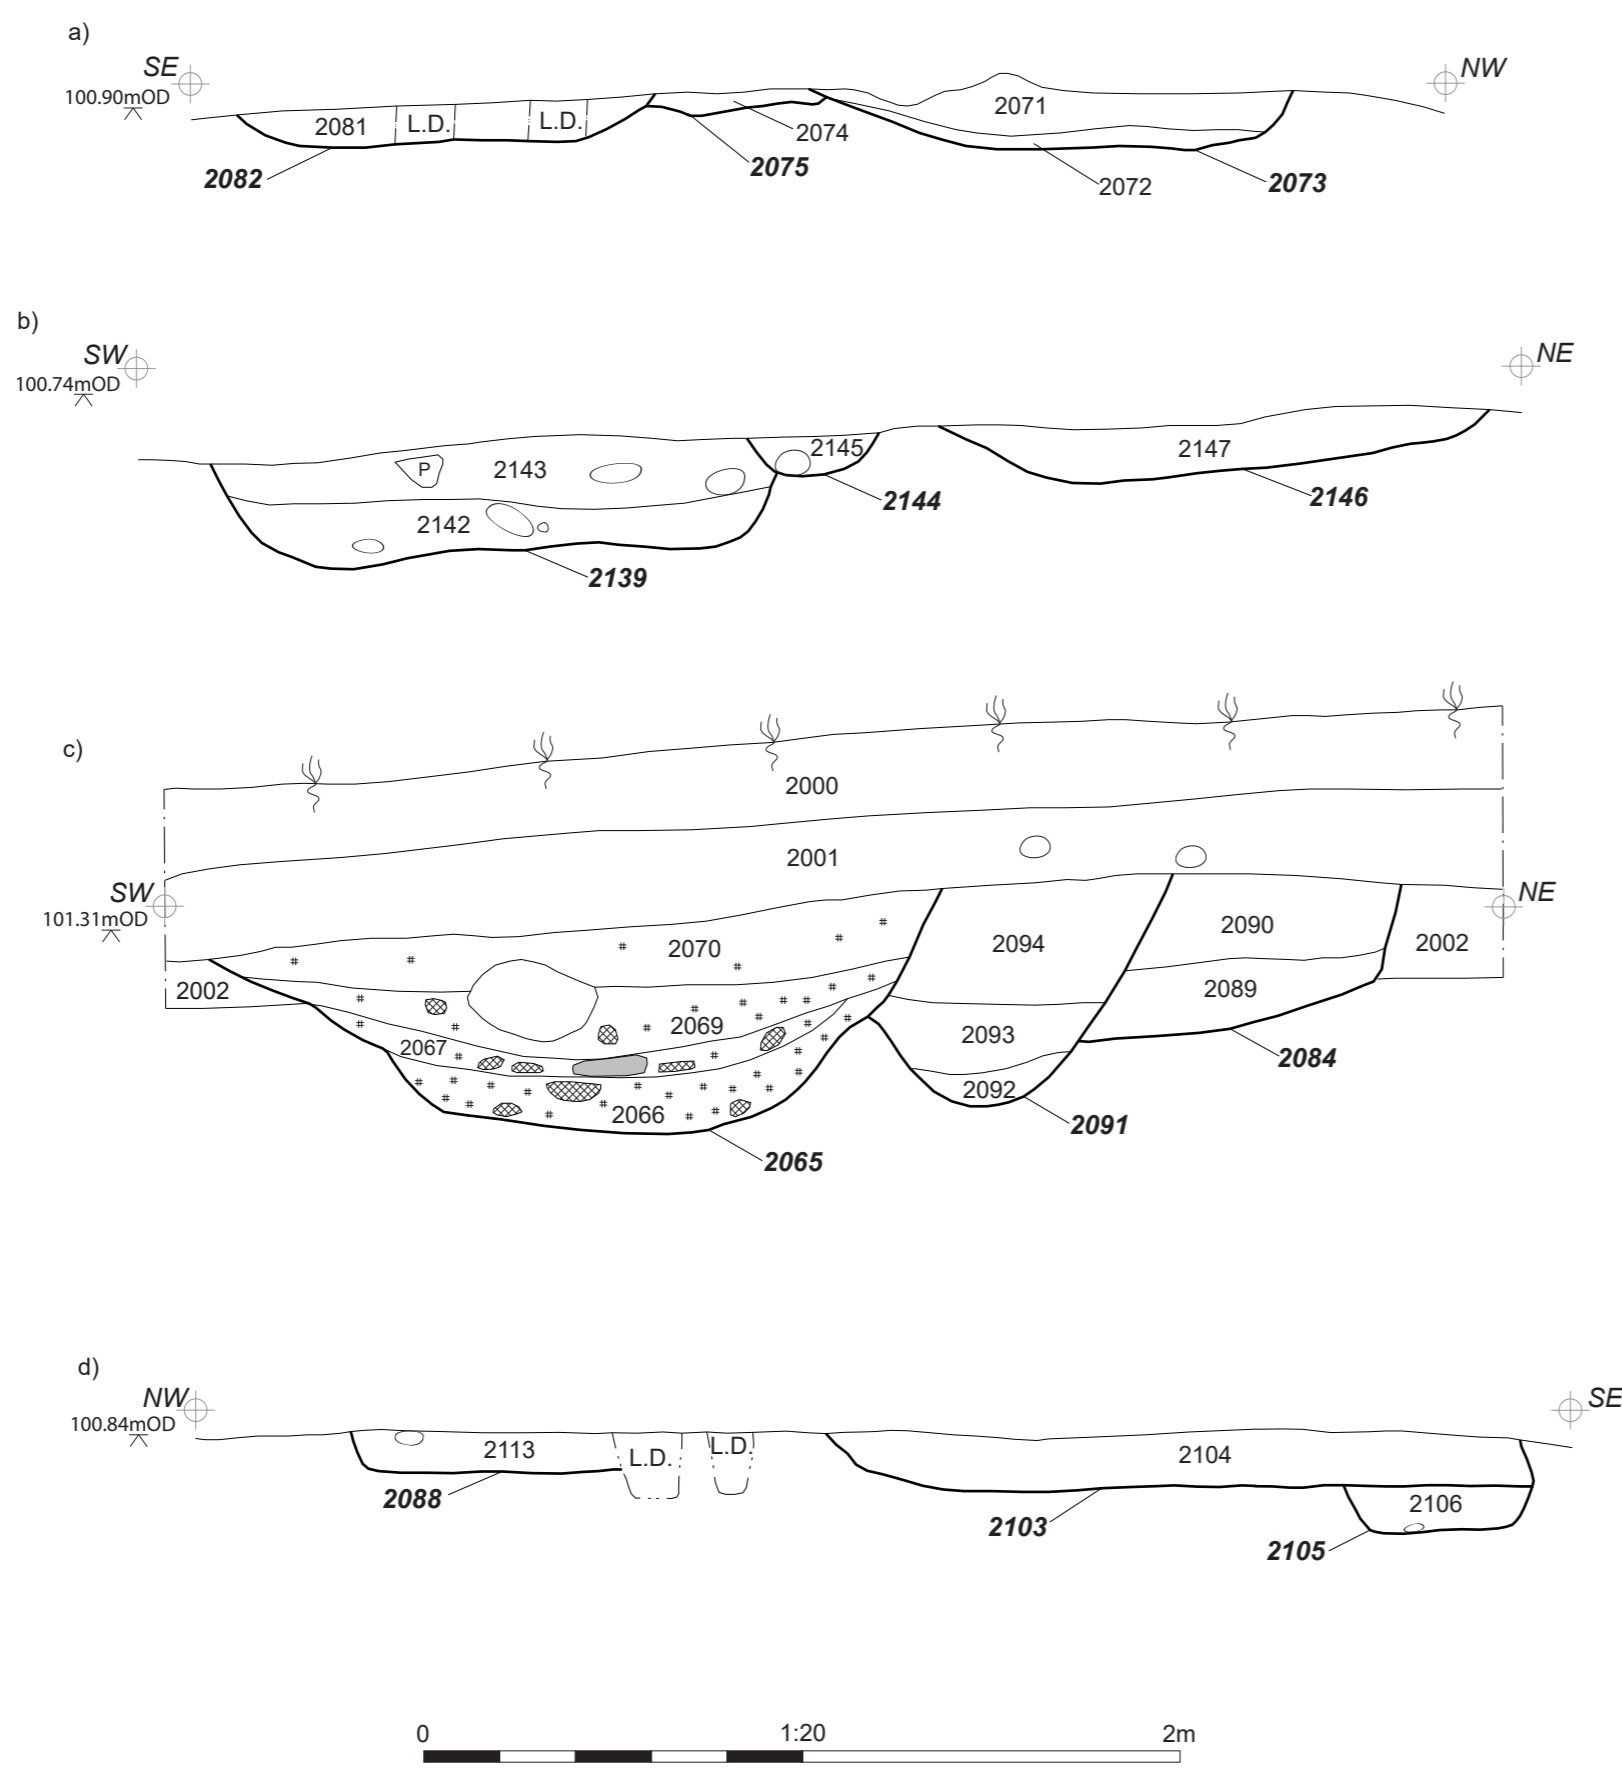 a)
SE NW
100.90mOD
2071
2081 L.D. L.D.
2074
2075
2082 2072 2073
b)
SW NE
100.74mOD
2145
2143 P 2147
2144 2146
2142
2139
c)
2000
2001
SW NE
101.31mOD
2070 2094 2090 2002
2002 2089
2069 2093
2067 2084
2092
2066 2091
2065
d)
NW SE
100.84mOD
2113 L.D. L.D. 2104
2088 2106
2103
2105
0 1:20 2m